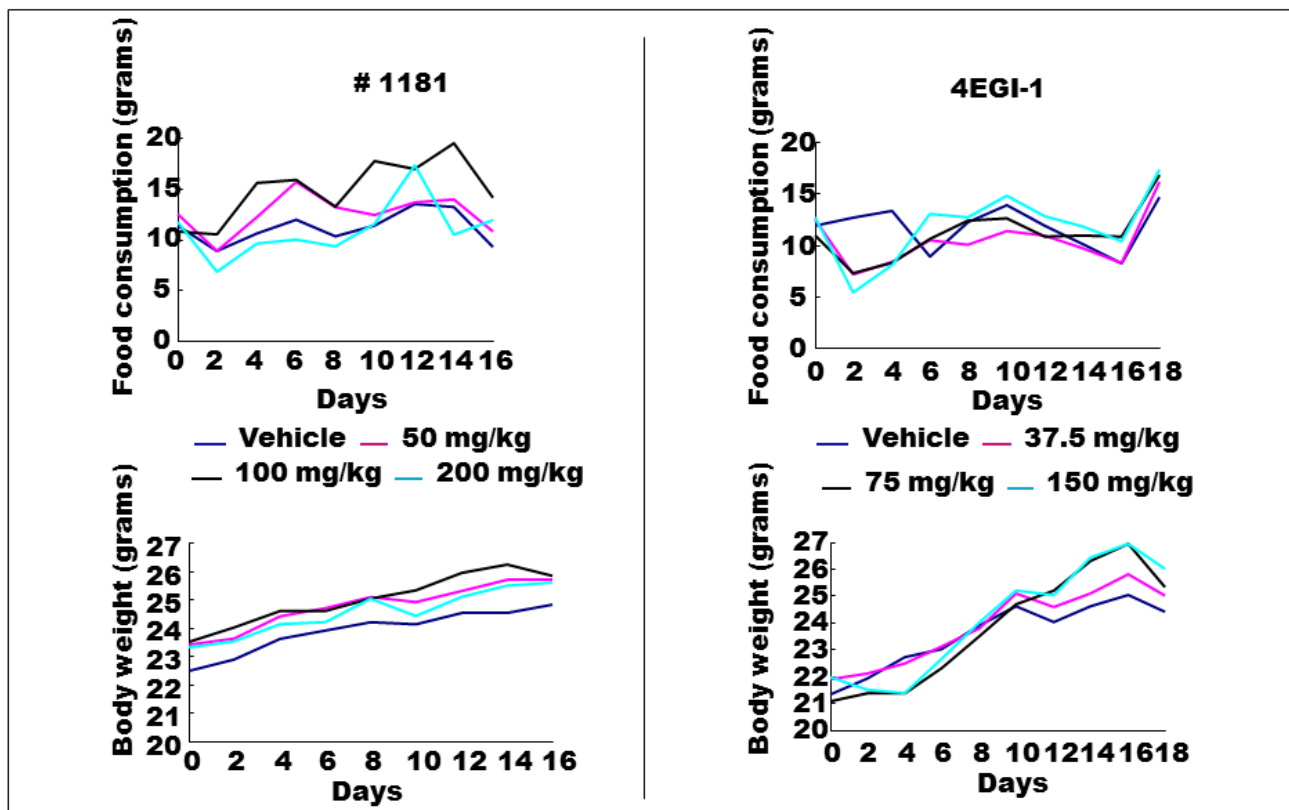 # 1181
Food consumption (grams)
20
15
10
5
0
0 2 4 6 8 10 12 14 16
Days
Vehicle 50 mg/kg
100 mg/kg 200 mg/kg
Body weight (grams)
27
26
25
24
23
22
21
20
0 2 4 6 8 10 12 14 16
Days
4EGI-1
Food consumption (grams)
20
15
10
5
0
0 2 4 6 8 10 12 14 16 18
Days
Vehicle 37.5 mg/kg
75 mg/kg 150 mg/kg
Body weight (grams)
27
26
25
24
23
22
21
20
0 2 4 6 8 10 12 14 16 18
Days